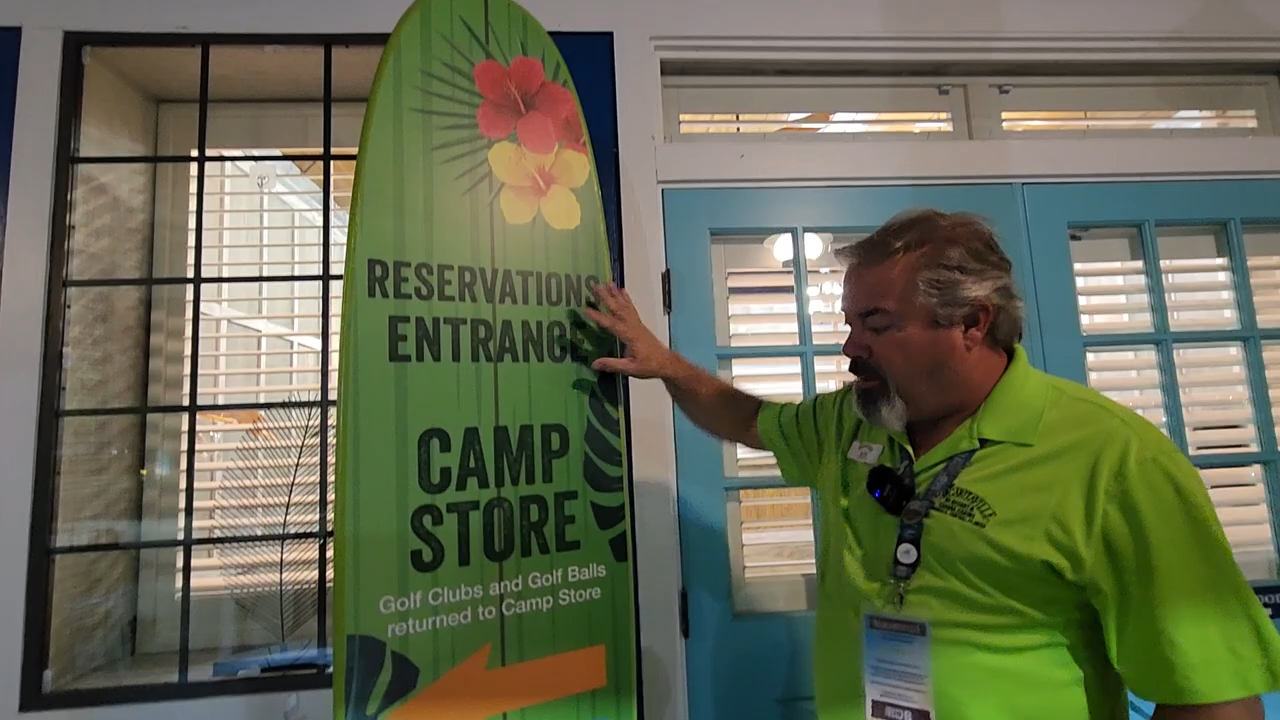 RESERVATIONS
ENTRANCE
CAMP
STORE
Golf Clubs and Golf Balls
returned to Camp Store